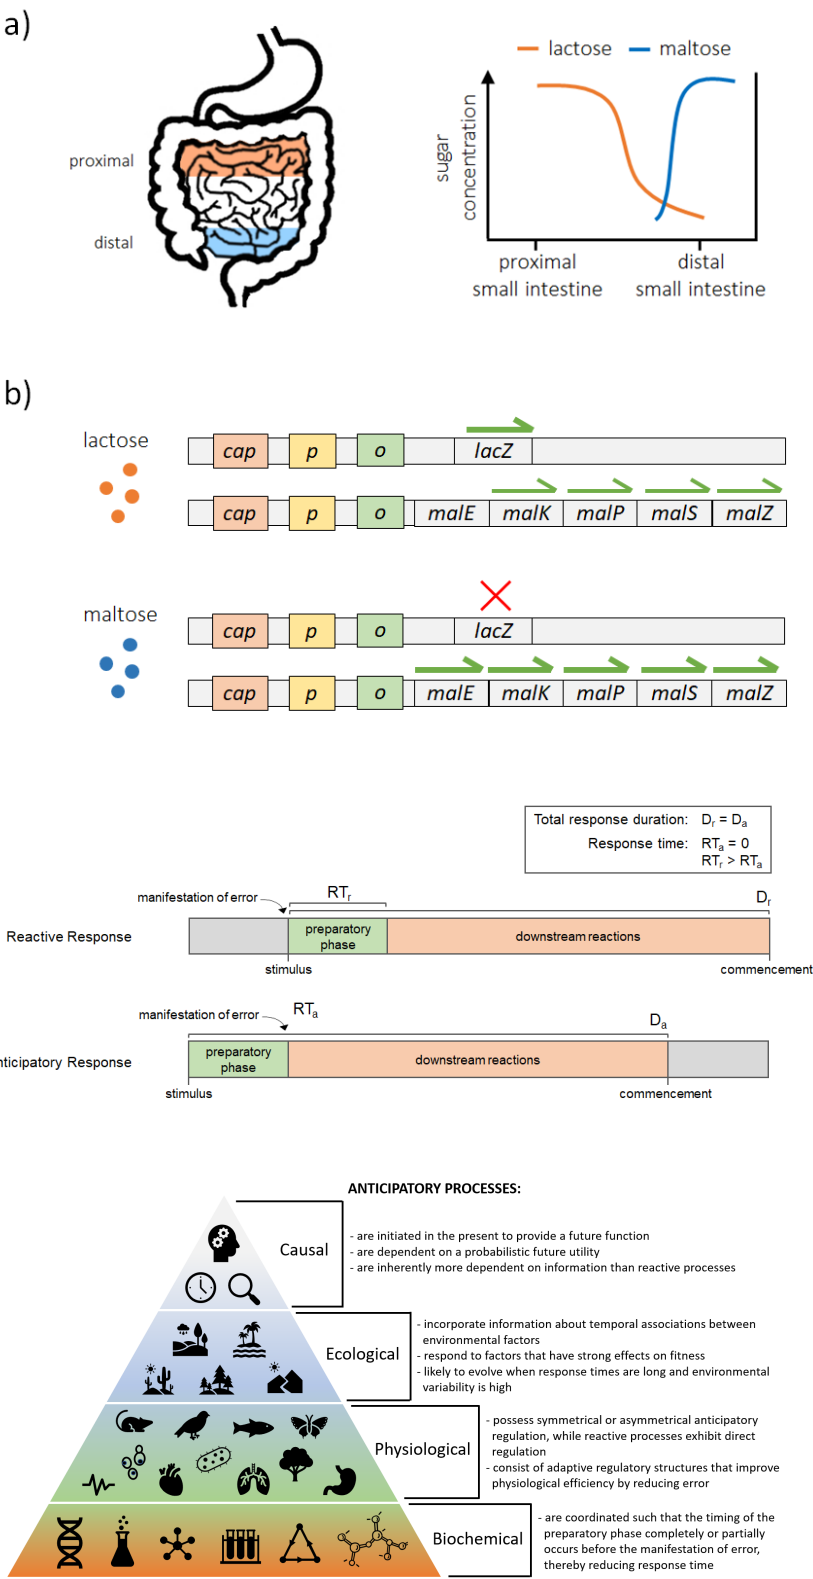 a)
lactose maltose
proximal
distal
sugar
concentration
proximal
small intestine
distal
small intestine
b)
lactose
cap p o lacZ
cap p o malE malK malP malS malZ
maltose
cap p o lacZ
cap p o malE malK malP malS malZ
Total response duration: Dr = Da
Response time: RTa = 0
RTr > RTa
manifestation of error
RTr
Dr
Reactive Response
preparatory
phase
downstream reactions
stimulus
commencement
manifestation of error
RTa
Da
nticipatory Response
preparatory
phase
downstream reactions
stimulus
commencement
ANTICIPATORY PROCESSES:
Causal
- are initiated in the present to provide a future function
- are dependent on a probabilistic future utility
- are inherently more dependent on information than reactive processes
Ecological
- incorporate information about temporal associations between
environmental factors
- respond to factors that have strong effects on fitness
- likely to evolve when response times are long and environmental
variability is high
Physiological
- possess symmetrical or asymmetrical anticipatory
regulation, while reactive processes exhibit direct
regulation
- consist of adaptive regulatory structures that improve
physiological efficiency by reducing error
Biochemical
- are coordinated such that the timing of the
preparatory phase completely or partially
occurs before the manifestation of error,
thereby reducing response time